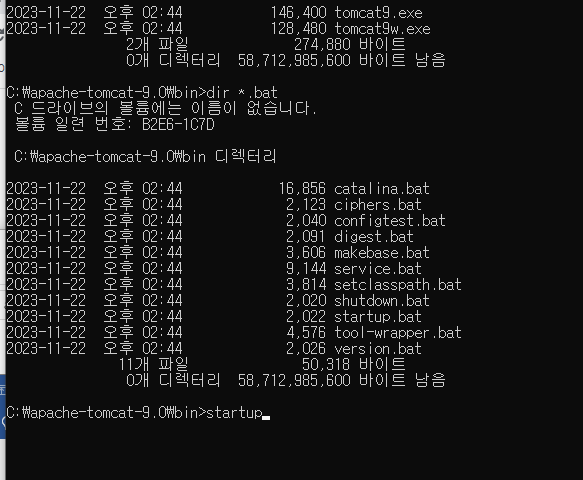 2023-11-22 오후 02:44 146,400 tomcat9.exe
2023-11-22 오후 02:44 128,480 tomcat9w.exe
2개 파일 274,880 바이트
0개 디렉터리 58,712,985,600 바이트 남음
C:₩apache-tomcat-9.0₩bin>dir *.bat
C 드라이브의 볼륨에는 이름이 없습니다.
볼륨 일련 번호: B2E6-1C7D
C:₩apache-tomcat-9.0₩bin 디렉터리
2023-11-22 오후 02:44 16,856 catalina.bat
2023-11-22 오후 02:44 2,123 ciphers.bat
2023-11-22 오후 02:44 2,040 configtest.bat
2023-11-22 오후 02:44 2,091 digest.bat
2023-11-22 오후 02:44 3,606 makebase.bat
2023-11-22 오후 02:44 9,144 service.bat
2023-11-22 오후 02:44 3,814 setclasspath.bat
2023-11-22 오후 02:44 2,020 shutdown.bat
2023-11-22 오후 02:44 2,022 startup.bat
2023-11-22 오후 02:44 4,576 tool-wrapper.bat
2023-11-22 오후 02:44 2,026 version.bat
11개 파일 50,318 바이트
0개 디렉터리 58,712,985,600 바이트 남음
C:₩apache-tomcat-9.0₩bin>startup